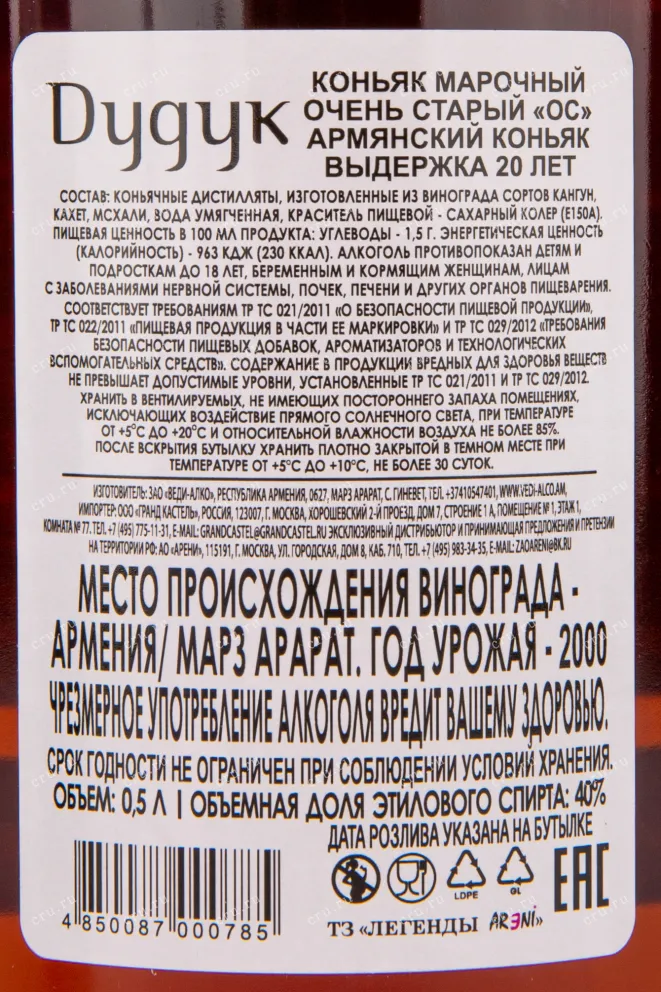 Дудук
КОНЬЯК МАРОЧНЫЙ
ОЧЕНЬ СТАРЫЙ «ОС»
АРМЯНСКИЙ КОНЬЯК
ВЫДЕРЖКА 20 ЛЕТ
СОСТАВ: КОНЬЯЧНЫЕ ДИСТИЛЛЯТЫ, ИЗГОТОВЛЕННЫЕ ИЗ ВИНОГРАДА СОРТОВ КАНГУН,
КАХЕТ, МСХАЛИ, ВОДА УМЯГЧЕННАЯ, КРАСИТЕЛЬ ПИЩЕВОЙ - САХАРНЫЙ КОЛЕР (Е150А).
ПИЩЕВАЯ ЦЕННОСТЬ В 100 МЛ ПРОДУКТА: УГЛЕВОДЫ - 1,5 Г. ЭНЕРГЕТИЧЕСКАЯ ЦЕННОСТЬ
(КАЛОРИЙНОСТЬ) - 963 КДЖ (230 ККАЛ). АЛКОГОЛЬ ПРОТИВОПОКАЗАН ДЕТЯМ И
ПОДРОСТКАМ ДО 18 ЛЕТ, БЕРЕМЕННЫМ И КОРМЯЩИМ ЖЕНЩИНАМ, ЛИЦАМ
С ЗАБОЛЕВАНИЯМИ НЕРВНОЙ СИСТЕМЫ, ПОЧЕК, ПЕЧЕНИ И ДРУГИХ ОРГАНОВ ПИЩЕВАРЕНИЯ.
СООТВЕТСТВУЕТ ТРЕБОВАНИЯМ ТР ТС 021/2011 «О БЕЗОПАСНОСТИ ПИЩЕВОЙ ПРОДУКЦИИ»,
ТР ТС 022/2011 «ПИЩЕВАЯ ПРОДУКЦИЯ В ЧАСТИ ЕЕ МАРКИРОВКИ» И ТР ТС 029/2012 «ТРЕБОВАНИЯ
БЕЗОПАСНОСТИ ПИЩЕВЫХ ДОБАВОК, АРОМАТИЗАТОРОВ И ТЕХНОЛОГИЧЕСКИХ
ВСПОМОГАТЕЛЬНЫХ СРЕДСТВ». СОДЕРЖАНИЕ В ПРОДУКЦИИ ВРЕДНЫХ ДЛЯ ЗДОРОВЬЯ ВЕЩЕСТВ
НЕ ПРЕВЫШАЕТ ДОПУСТИМЫЕ УРОВНИ, УСТАНОВЛЕННЫЕ ТР ТС 021/2011 И ТР ТС 029/2012.
ХРАНИТЬ В ВЕНТИЛИРУЕМЫХ, НЕ ИМЕЮЩИХ ПОСТОРОННЕГО ЗАПАХА ПОМЕЩЕНИЯХ,
ИСКЛЮЧАЮЩИХ ВОЗДЕЙСТВИЕ ПРЯМОГО СОЛНЕЧНОГО СВЕТА, ПРИ ТЕМПЕРАТУРЕ
ОТ +5°С ДО +20°С И ОТНОСИТЕЛЬНОЙ ВЛАЖНОСТИ ВОЗДУХА НЕ БОЛЕЕ 85%.
ПОСЛЕ ВСКРЫТИЯ БУТЫЛКУ ХРАНИТЬ ПЛОТНО ЗАКРЫТОЙ В ТЕМНОМ МЕСТЕ ПРИ
ТЕМПЕРАТУРЕ ОТ +5°С ДО +10°С, НЕ БОЛЕЕ 30 СУТОК.
ИЗГОТОВИТЕЛЬ: ЗАО «ВЕДИ-АЛКО», РЕСПУБЛИКА АРМЕНИЯ, 0627, МАРЗ АРАРАТ, С. ГИНЕВЕТ, ТЕЛ. +37410547401, WWW.VEDI-ALCO.AM,
ИМПОРТЕР: ООО «ГРАНД КАСТЕЛЬ», РОССИЯ, 123007, Г. МОСКВА, ХОРОШЕВСКИЙ 2-Й ПРОЕЗД, ДОМ 7, СТРОЕНИЕ 1 А, ПОМЕЩЕНИЕ № 1, ЭТАЖ 1,
КОМНАТА № 77. ТЕЛ. +7 (495) 775-11-31, E-MAIL: GRANDCASTEL@GRANDCASTEL.RU ЭКСКЛЮЗИВНЫЙ ДИСТРИБЬЮТОР И ПРИНИМАЮЩАЯ ПРЕДЛОЖЕНИЯ И ПРЕТЕНЗИИ
НА ТЕРРИТОРИИ РФ: АО «АРЕНИ», 115191, Г. МОСКВА, УЛ. ГОРОДСКАЯ, ДОМ 8, КАБ. 710, ТЕЛ. +7 (495) 983-34-35, E-MAIL: ZAOARENI@BK.RU
МЕСТО ПРОИСХОЖДЕНИЯ ВИНОГРАДА -
АРМЕНИЯ/ МАРЗ АРАРАТ. ГОД УРОЖАЯ - 2000
ЧРЕЗМЕРНОЕ УПОТРЕБЛЕНИЕ АЛКОГОЛЯ ВРЕДИТ ВАШЕМУ ЗДОРОВЬЮ.
СРОК ГОДНОСТИ НЕ ОГРАНИЧЕН ПРИ СОБЛЮДЕНИИ УСЛОВИЙ ХРАНЕНИЯ.
ОБЪЕМ: 0,5 Л | ОБЪЕМНАЯ ДОЛЯ ЭТИЛОВОГО СПИРТА: 40%
ДАТА РОЗЛИВА УКАЗАНА НА БУТЫЛКЕ
LDPE
GL
EAC
4 850087 000785
ТЗ «ЛЕГЕНДЫ ARЭNI»
cru.ru